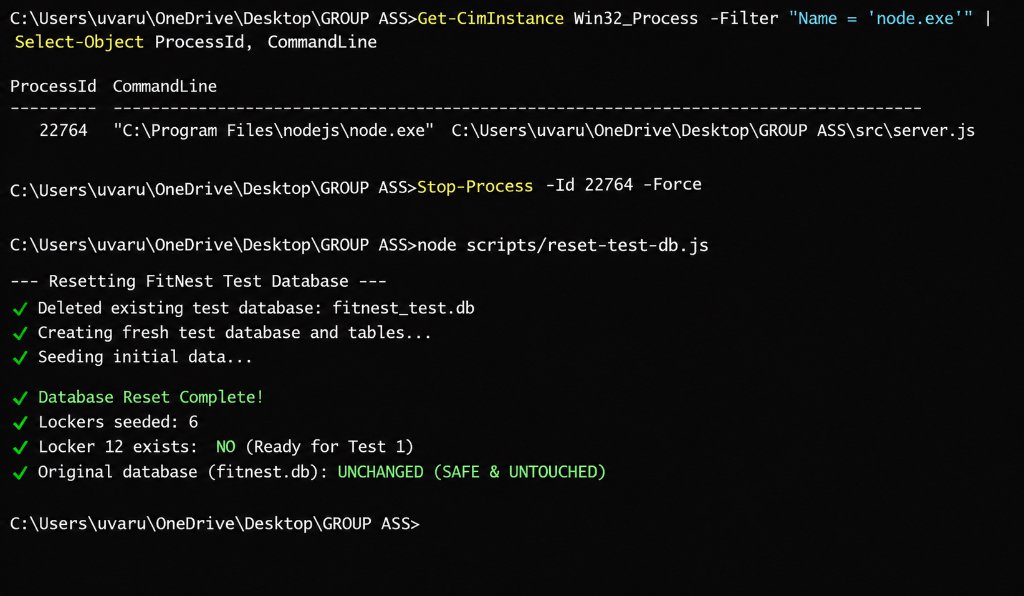 C:\Users\uvaru\OneDrive\Desktop\GROUP ASS>Get-CimInstance Win32_Process -Filter "Name = 'node.exe'" |
Select-Object ProcessId, CommandLine
ProcessId CommandLine
--------- --------------------------------------------------------------------------------------
22764 "C:\Program Files\nodejs\node.exe" C:\Users\uvaru\OneDrive\Desktop\GROUP ASS\src\server.js
C:\Users\uvaru\OneDrive\Desktop\GROUP ASS>Stop-Process -Id 22764 -Force
C:\Users\uvaru\OneDrive\Desktop\GROUP ASS>node scripts/reset-test-db.js
--- Resetting FitNest Test Database ---
✓ Deleted existing test database: fitnest_test.db
✓ Creating fresh test database and tables...
✓ Seeding initial data...
✓ Database Reset Complete!
✓ Lockers seeded: 6
✓ Locker 12 exists: NO (Ready for Test 1)
✓ Original database (fitnest.db): UNCHANGED (SAFE & UNTOUCHED)
C:\Users\uvaru\OneDrive\Desktop\GROUP ASS>